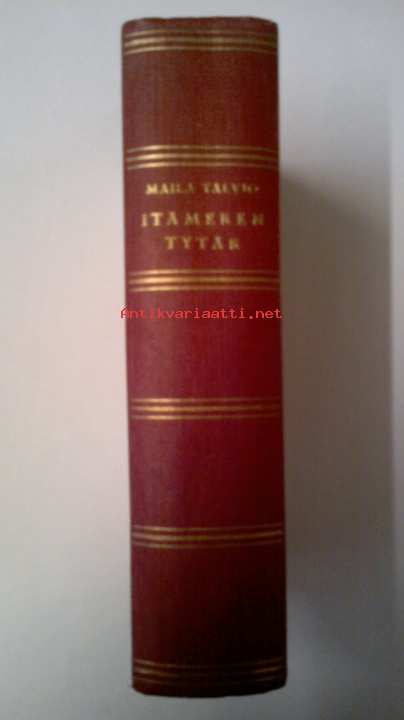 MAILA TALVIO
ITÄMEREN
TYTÄR
Antikvariaatti.net